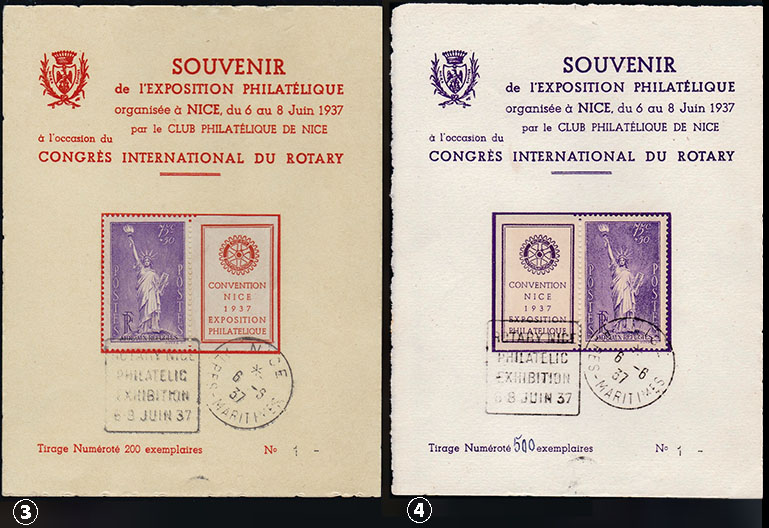 SOUVENIR
de l'EXPOSITION PHILATÉLIQUE
organisée à NICE, du 6 au 8 Juin 1937
par le CLUB PHILATÉLIQUE DE NICE
à l'occasion du
CONGRÈS INTERNATIONAL DU ROTARY
75c
+50
POSTES
RF
CONVENTION
NICE
1937
EXPOSITION
PHILATÉLIQUE
ROTARY NICE
PHILATELIC
EXHIBITION
6-8 JUIN 37
NICE
6 -6
37
ALPES-MARITIMES
Tirage Numéroté 200 exemplaires
No 1 -
3
SOUVENIR
de l'EXPOSITION PHILATÉLIQUE
organisée à NICE, du 6 au 8 Juin 1937
par le CLUB PHILATÉLIQUE DE NICE
à l'occasion du
CONGRÈS INTERNATIONAL DU ROTARY
CONVENTION
NICE
1937
EXPOSITION
PHILATÉLIQUE
75c
+50
POSTES
RF
ROTARY NICE
PHILATELIC
EXHIBITION
6-8 JUIN 37
6 -6
37
ALPES-MARITIMES
Tirage Numéroté 500 exemplaires
No 1 -
4